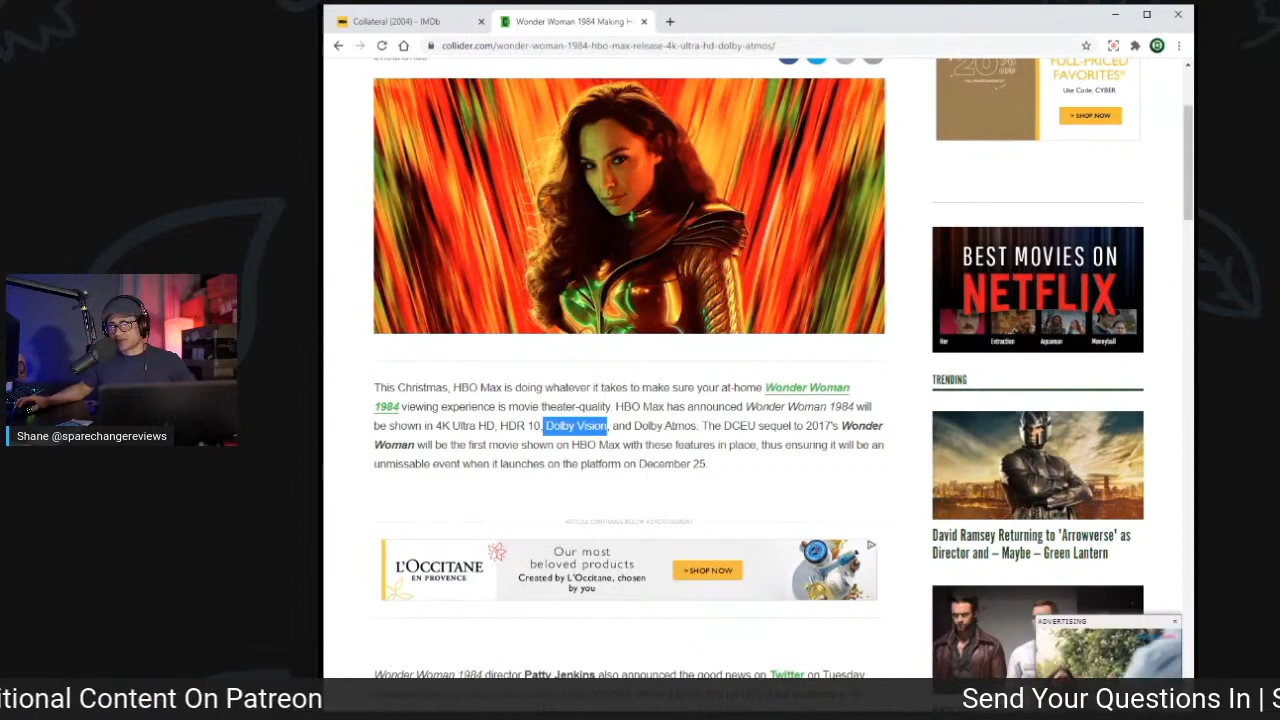 Collateral (2004) - IMDb
Wonder Woman 1984 Making H
collider.com/wonder-woman-1984-hbo-max-release-4k-ultra-hd-dolby-atmos/
20% OFF
FULL-PRICED
FAVORITES*
Use Code: CYBER
> SHOP NOW
BEST MOVIES ON
NETFLIX
Her Extraction Aquaman Moneyball
This Christmas, HBO Max is doing whatever it takes to make sure your at-home Wonder Woman
1984 viewing experience is movie theater-quality. HBO Max has announced Wonder Woman 1984 will
be shown in 4K Ultra HD, HDR 10, Dolby Vision, and Dolby Atmos. The DCEU sequel to 2017's Wonder
Woman will be the first movie shown on HBO Max with these features in place, thus ensuring it will be an
unmissable event when it launches on the platform on December 25.
TRENDING
David Ramsey Returning to 'Arrowverse' as
Director and – Maybe – Green Lantern
Shane @sparechangereviews
ARTICLE CONTINUES BELOW ADVERTISEMENT
L'OCCITANE
EN PROVENCE
Our most
beloved products
Created by L'Occitane, chosen
by you
> SHOP NOW
ADVERTISING
Wonder Woman 1984 director Patty Jenkins also announced the good news on Twitter on Tuesday
itional Content On Patreon
Send Your Questions In | S